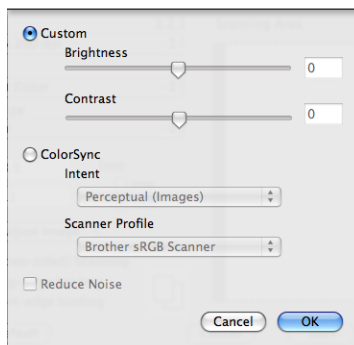 Custom
Brightness
0
Contrast
0
ColorSync
Intent
Perceptual (Images)
Scanner Profile
Brother sRGB Scanner
Reduce Noise
Cancel OK